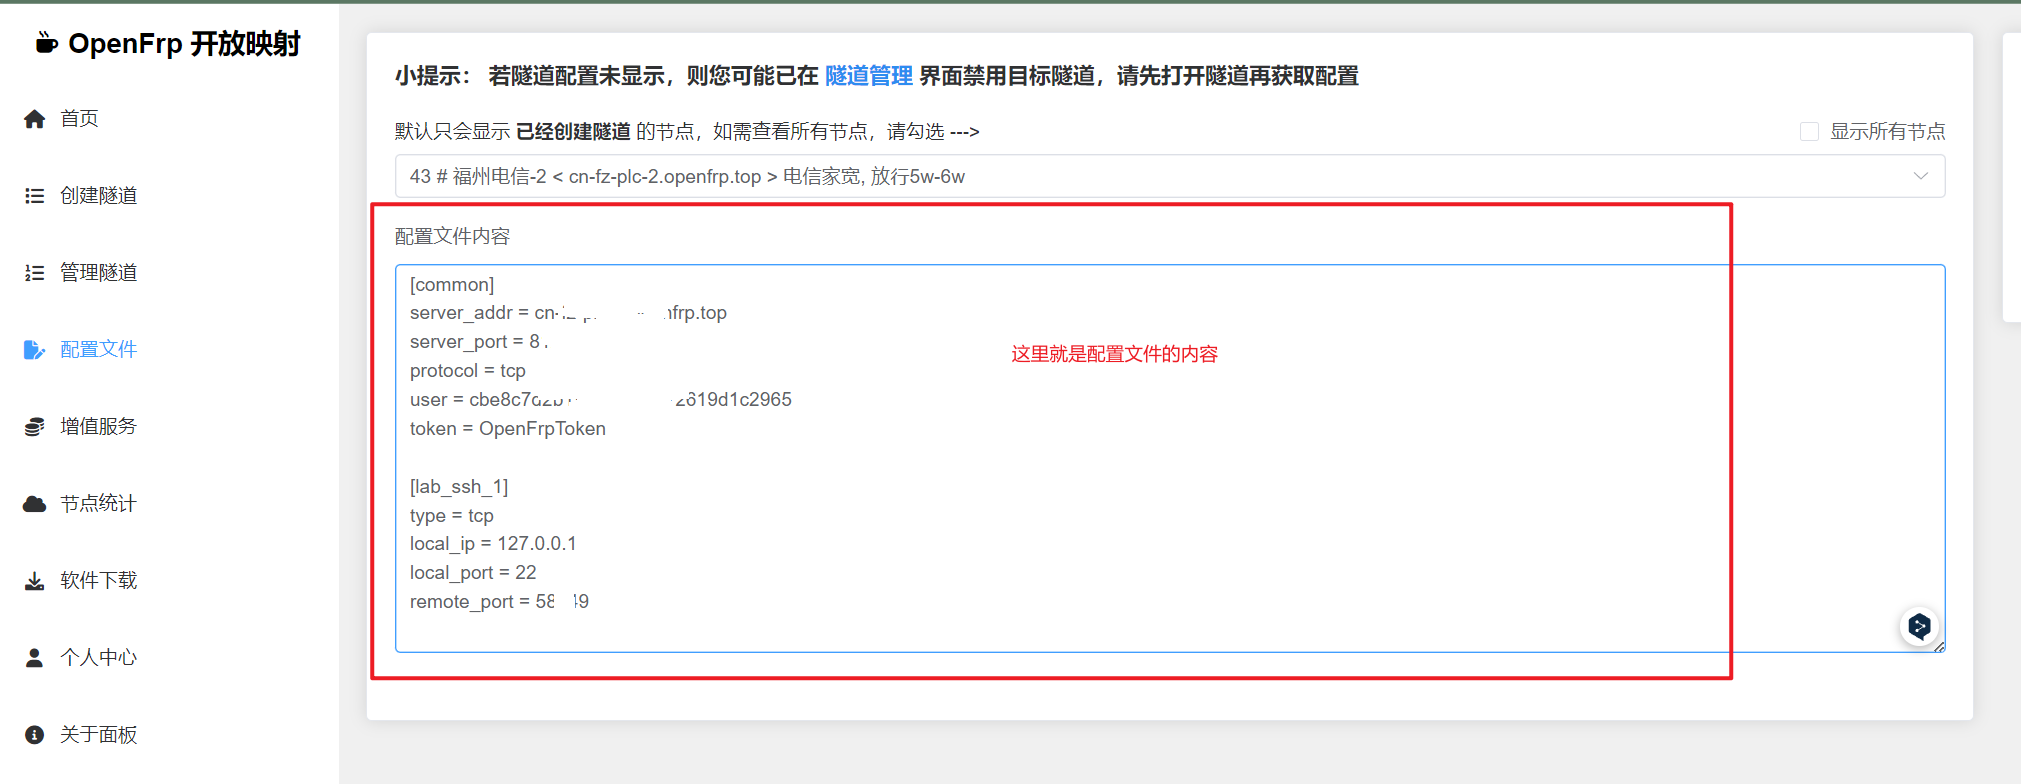 OpenFrp 开放映射
首页
创建隧道
管理隧道
配置文件
增值服务
节点统计
软件下载
个人中心
关于面板
小提示： 若隧道配置未显示，则您可能已在 隧道管理 界面禁用目标隧道，请先打开隧道再获取配置
默认只会显示 已经创建隧道 的节点，如需查看所有节点，请勾选 --->
显示所有节点
43 # 福州电信-2 < cn-fz-plc-2.openfrp.top > 电信家宽, 放行5w-6w
配置文件内容
[common]
server_addr = cn- nfrp.top
server_port = 8
protocol = tcp
user = cbe8c7d2b 2619d1c2965
token = OpenFrpToken
[lab_ssh_1]
type = tcp
local_ip = 127.0.0.1
local_port = 22
remote_port = 58 49
这里就是配置文件的内容